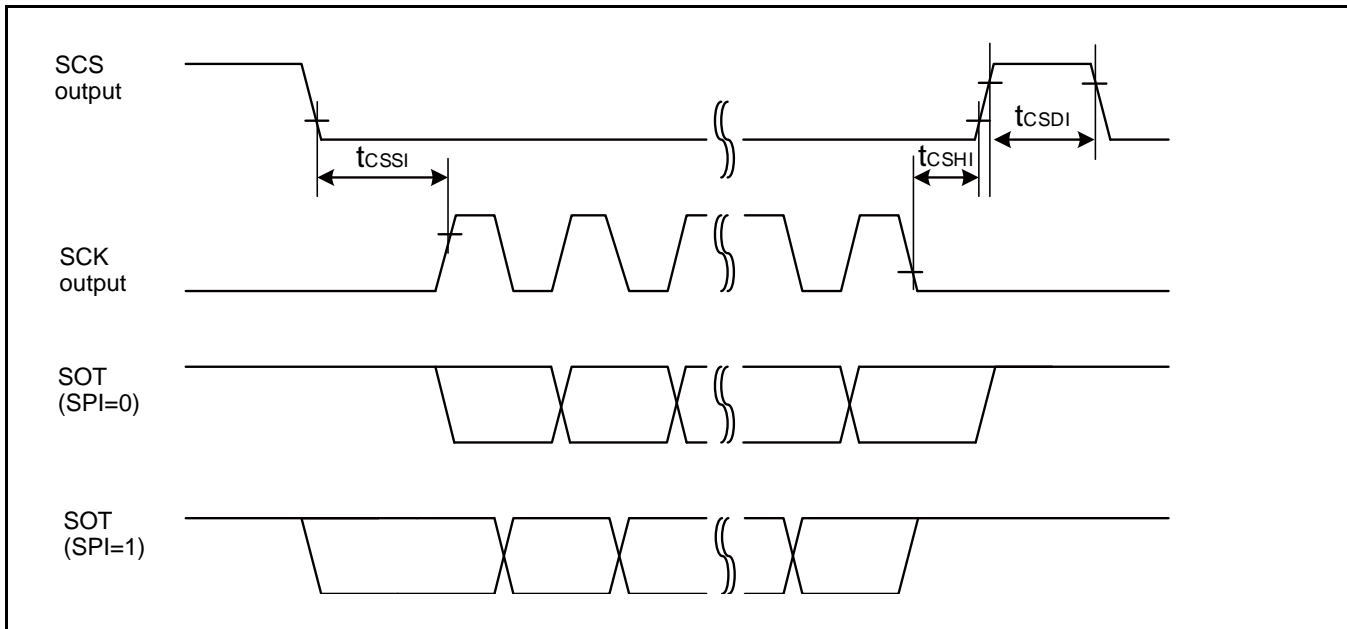 SCS
output
tCSDI
tCSSI
tCSHI
SCK
output
SOT
(SPI=0)
SOT
(SPI=1)